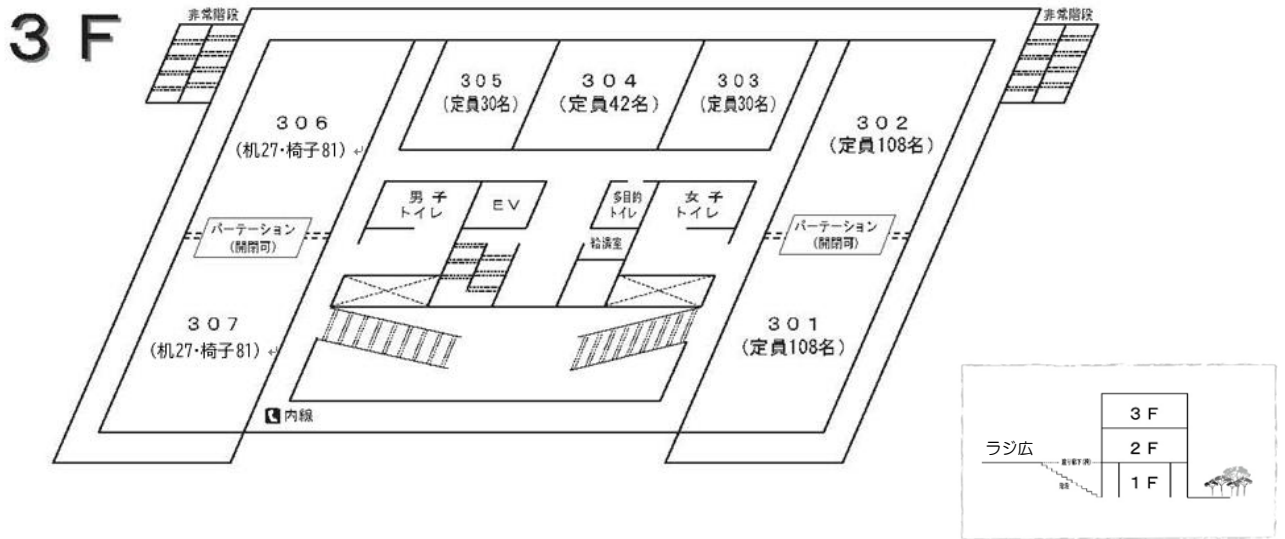 3 F
非常階段
非常階段
305
(定員30名)
304
(定員42名)
303
(定員30名)
306
(机27･椅子81)
302
(定員108名)
男子
トイレ
EV
多目的
トイレ
女子
トイレ
パーテーション
(開閉可)
パーテーション
(開閉可)
給湯室
307
(机27･椅子81)
301
(定員108名)
内線
3F
ラジ広
2F
階段
1F